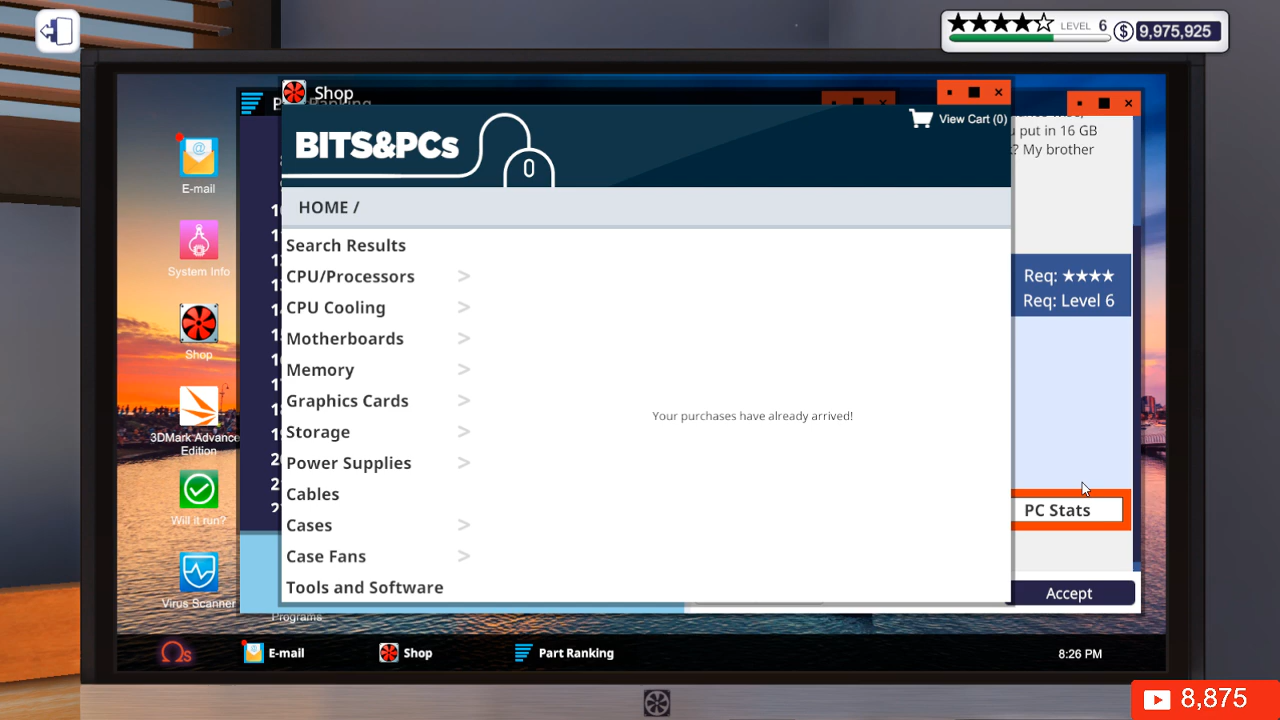 LEVEL 6
$ 9,975,925
Shop
BITS&PCs
View Cart (0)
HOME /
Search Results
CPU/Processors >
CPU Cooling >
Motherboards >
Memory >
Graphics Cards >
Storage >
Power Supplies >
Cables
Cases >
Case Fans >
Tools and Software
Your purchases have already arrived!
u put in 16 GB
? My brother
Req: ★★★★
Req: Level 6
PC Stats
Accept
E-mail
System Info
Shop
3DMark Advance
Edition
Will it run?
Virus Scanner
Programs
Ωs
E-mail
Shop
Part Ranking
8:26 PM
8,875